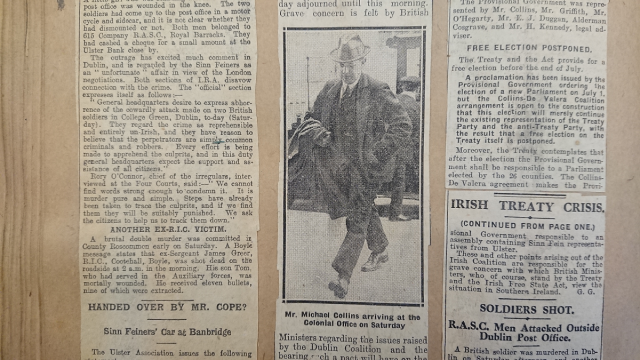 post office was wounded in the knee. The two
soldiers had come up to the post office in a motor
cycle and sidecar, and it is not clear whether they
had dismounted or not. Both men belonged to
615 Company R.A.S.C., Royal Barracks. They
had cashed a cheque for a small amount at the
Ulster Bank close by.
The outrage has excited much comment in
Dublin, and is regarded by the Sinn Feiners as
an " unfortunate " affair in view of the London
negotiations. Both sections of I.R.A. disavow
connection with the crime. The "official" section
expresses itself as follows :—
" General headquarters desire to express abhor-
rence of the cowardly attack made on two British
soldiers in College Green, Dublin, to-day (Satur-
day). They regard the crime as reprehensible
and entirely un-Irish, and they have reason to
believe that the perpetrators are simply common
criminals and robbers. Every effort is being
made to apprehend the culprits, and in this duty
general headquarters expect the support and as-
sistance of all citizens."
Rory O'Connor, chief of the irregulars, inter-
viewed at the Four Courts, said :—" We cannot
find words strong enough to condemn it. It is
murder pure and simple. Steps have already
been taken to trace the culprits, and if we find
them they will be suitably punished. We ask
the citizens to help us to trace them."
ANOTHER EX-R.I.C. VICTIM.
A brutal double murder was committed in
County Roscommon early on Saturday. A Boyle
message states that ex-Sergeant James Greer,
R.I.C., Cootehall, Boyle, was shot dead on the
roadside at 2 a.m. in the morning. His son Tom,
who had served in the Auxiliary Forces, was
mortally wounded. He received eleven bullets,
nine of which were extracted.
HANDED OVER BY MR. COPE?
Sinn Feiners' Car at Banbridge
The Ulster Association issues the following
day adjourned until this morning.
Grave concern is felt by British
Mr. Michael Collins arriving at the
Colonial Office on Saturday
Ministers regarding the issues raised
by the Dublin Coalition and the
bearing such a pact will have on the
The Provisional Government was repre-
sented by Mr. Collins, Mr. Griffith, Mr.
O'Hegarty, Mr. E. J. Duggan, Alderman
Cosgrave, and Mr. H. Kennedy, legal ad-
viser.
FREE ELECTION POSTPONED.
The Treaty and the Act provide for a
free election before the end of July.
A proclamation has been issued by the
Provisional Government ordering the
election of a new Parliament on July 1,
but the Collins-De Valera Coalition
arrangement is open to the construction
that this election will merely continue
the existing representation of the Treaty
Party and the anti-Treaty Party, with
the result that a free election on the
Treaty itself is postponed.
Moreover, the Treaty contemplates that
after the election the Provisional Govern-
ment shall be responsible to a Parliament
elected by the 26 counties. The Collins-
De Valera agreement makes the Provi-
IRISH TREATY CRISIS.
(CONTINUED FROM PAGE ONE.)
sional Government responsible to an
assembly containing Sinn Fein represen-
tatives from Ulster.
These and other points arising out of the
Irish Coalition are responsible for the
grave concern with which British Minis-
ters, who, of course, stand by the Treaty
and the Irish Free State Act, view the
situation in Southern Ireland. G. G.
SOLDIERS SHOT.
R.A.S.C. Men Attacked Outside
Dublin Post Office.
A British soldier was murdered in Dublin